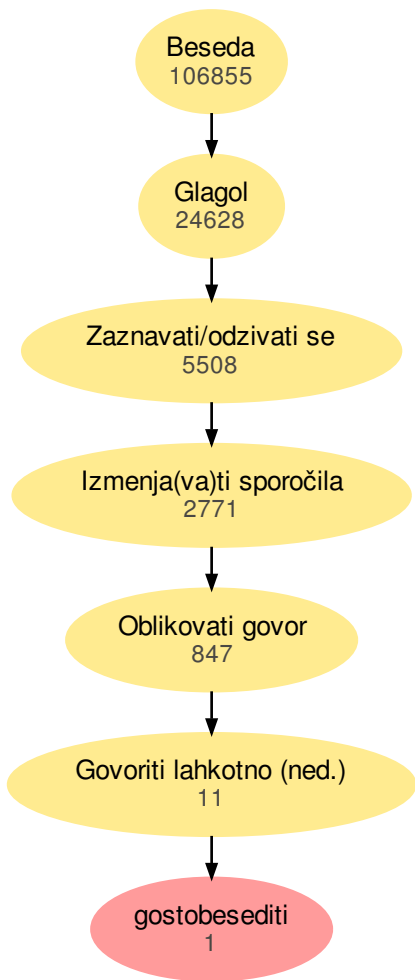 Beseda
106855
Glagol
24628
Zaznavati/odzivati se
5508
Izmenja(va)ti sporočila
2771
Oblikovati govor
847
Govoriti lahkotno (ned.)
11
gostobesediti
1